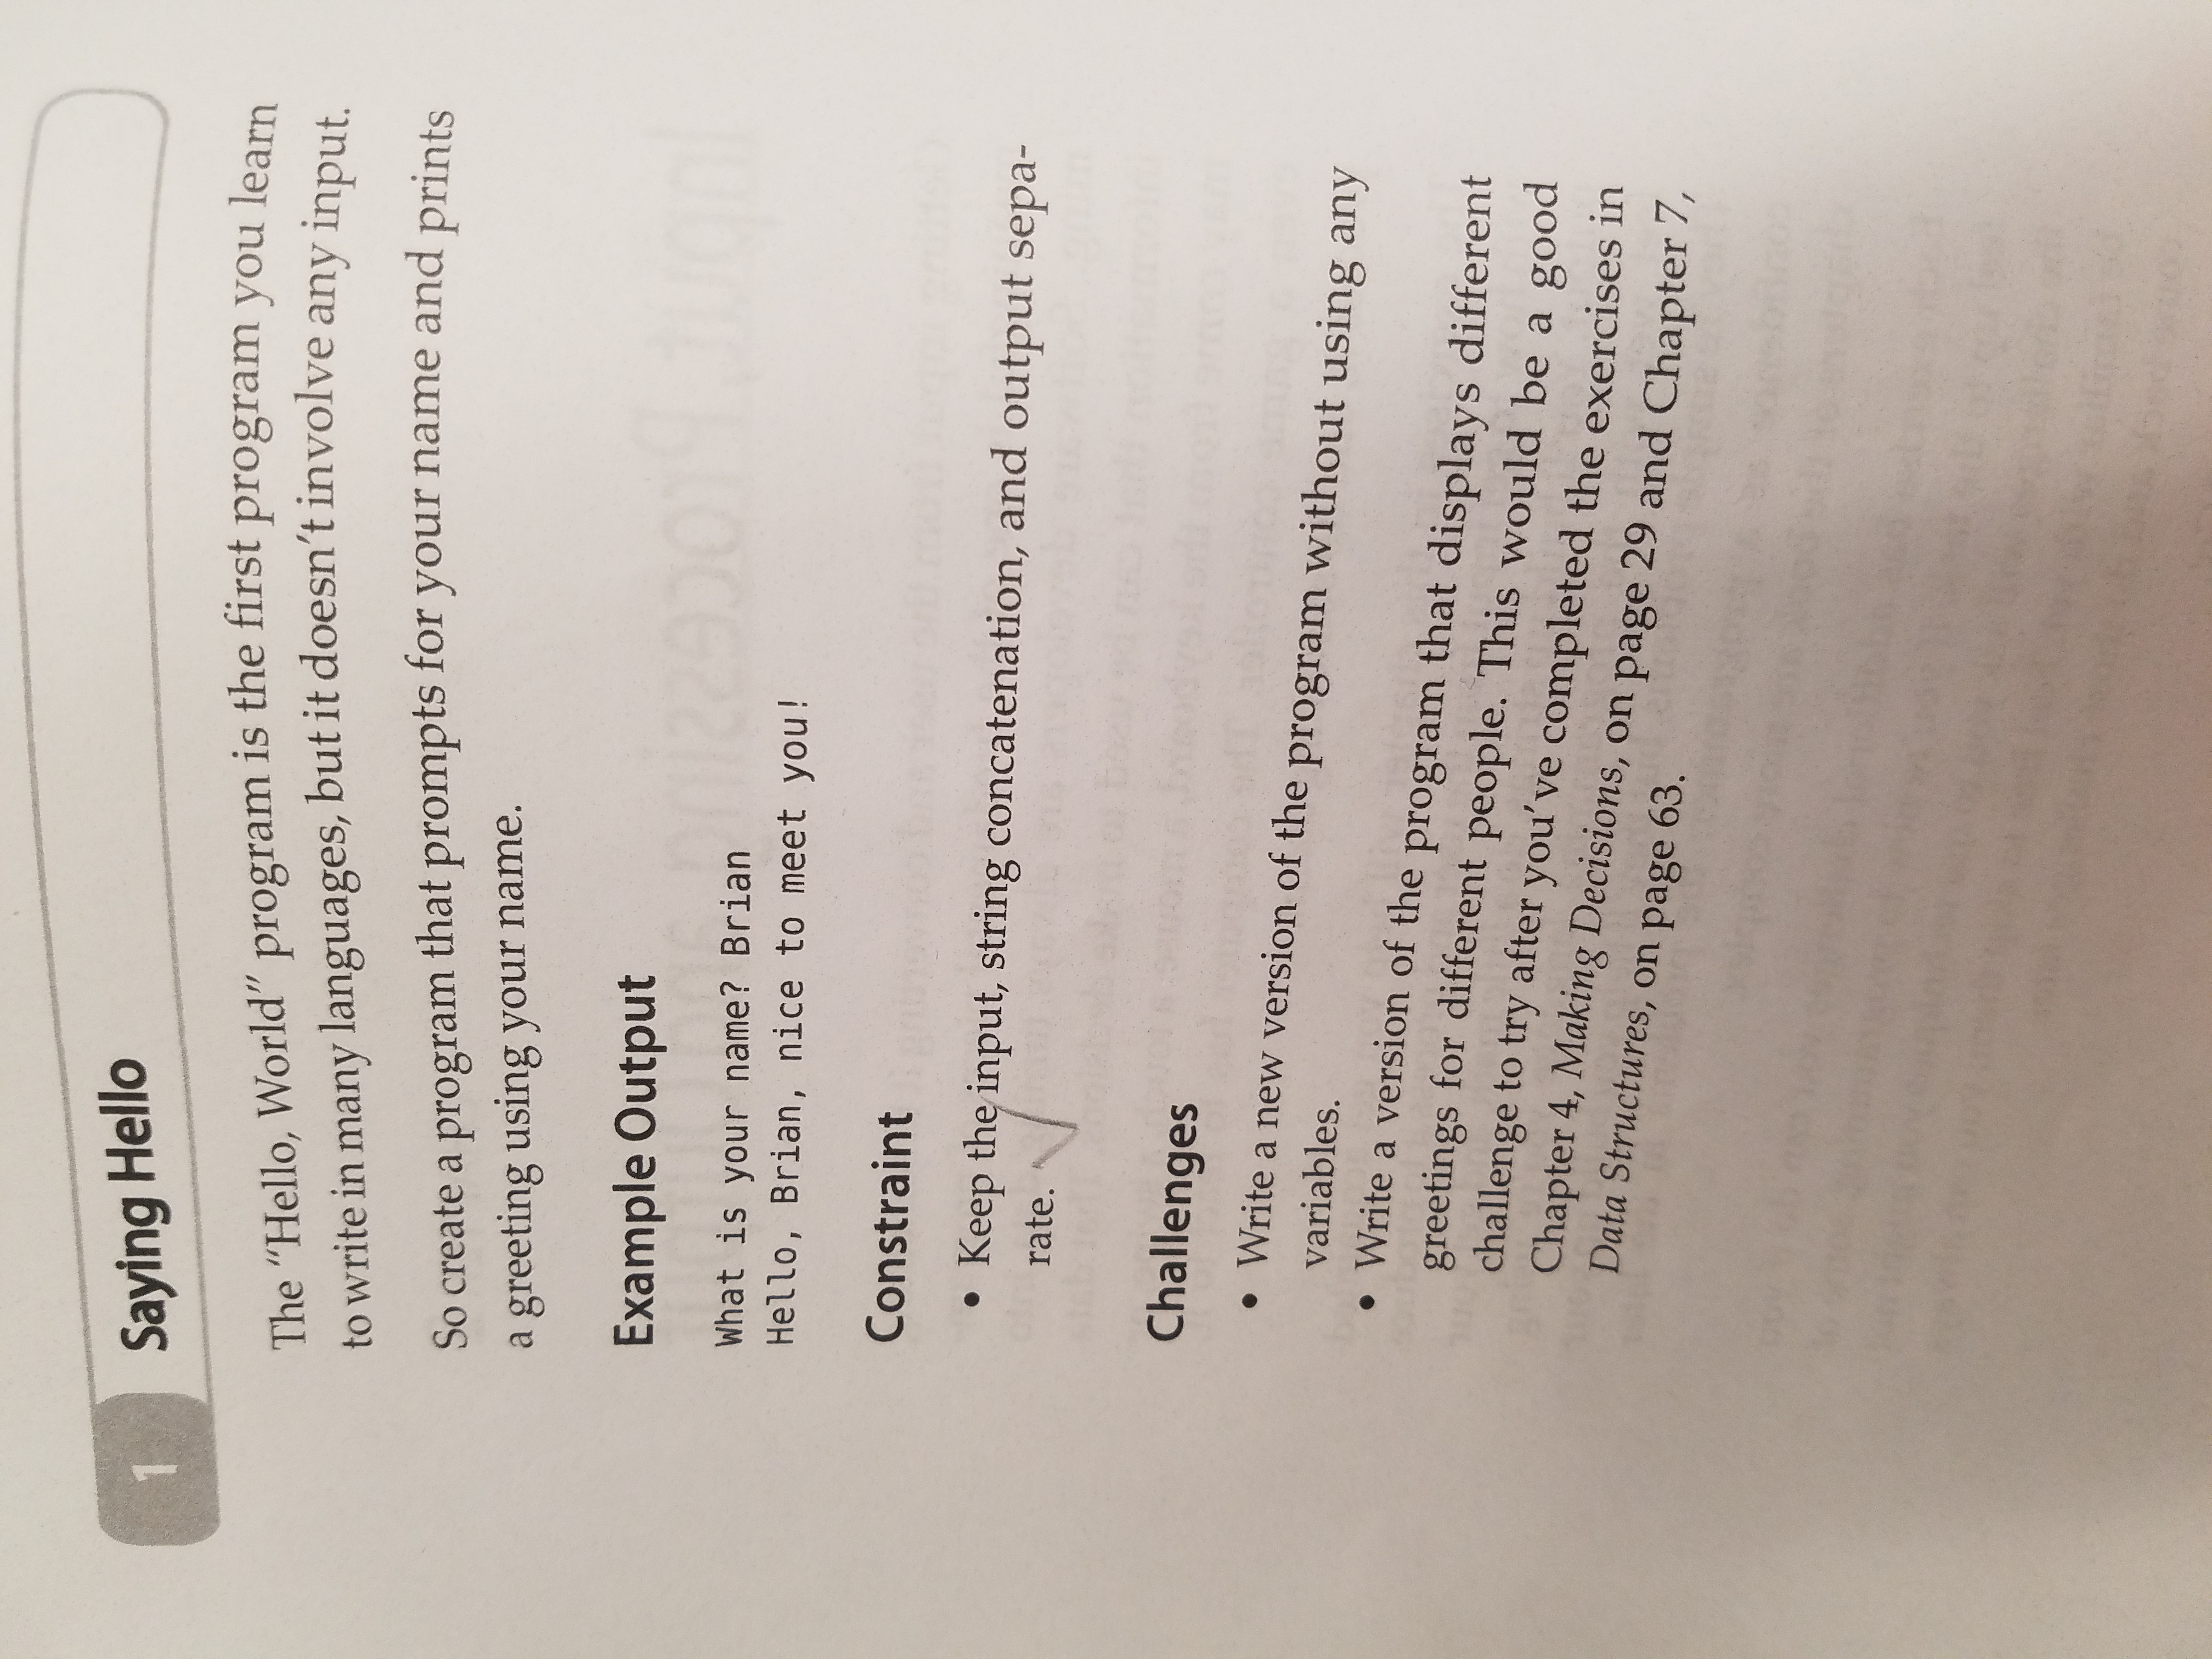 1 Saying Hello
The “Hello, World” program is the first program you learn
to write in many languages, but it doesn’t involve any input.
So create a program that prompts for your name and prints
a greeting using your name.
Example Output
What is your name? Brian
Hello, Brian, nice to meet you!
Constraint
• Keep the input, string concatenation, and output sepa-
rate.
Challenges
• Write a new version of the program without using any
variables.
• Write a version of the program that displays different
greetings for different people. This would be a good
challenge to try after you’ve completed the exercises in
Chapter 4, Making Decisions, on page 29 and Chapter 7,
Data Structures, on page 63.